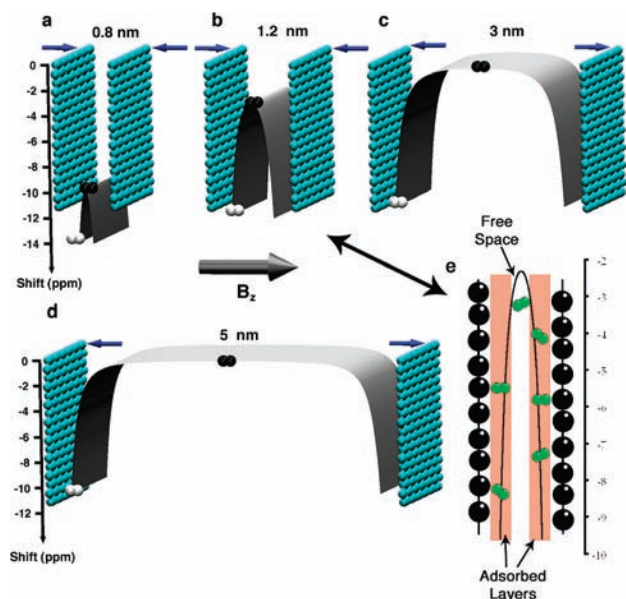 a
0.8 nm
b
1.2 nm
c
3 nm
0
-2
-4
-6
-8
-10
-12
-14
Shift (ppm)
Bz
Free
Space
e
-2
-3
-4
-5
-6
-7
-8
-9
-10
Adsorbed
Layers
d
5 nm
0
-2
-4
-6
-8
-10
-12
Shift (ppm)